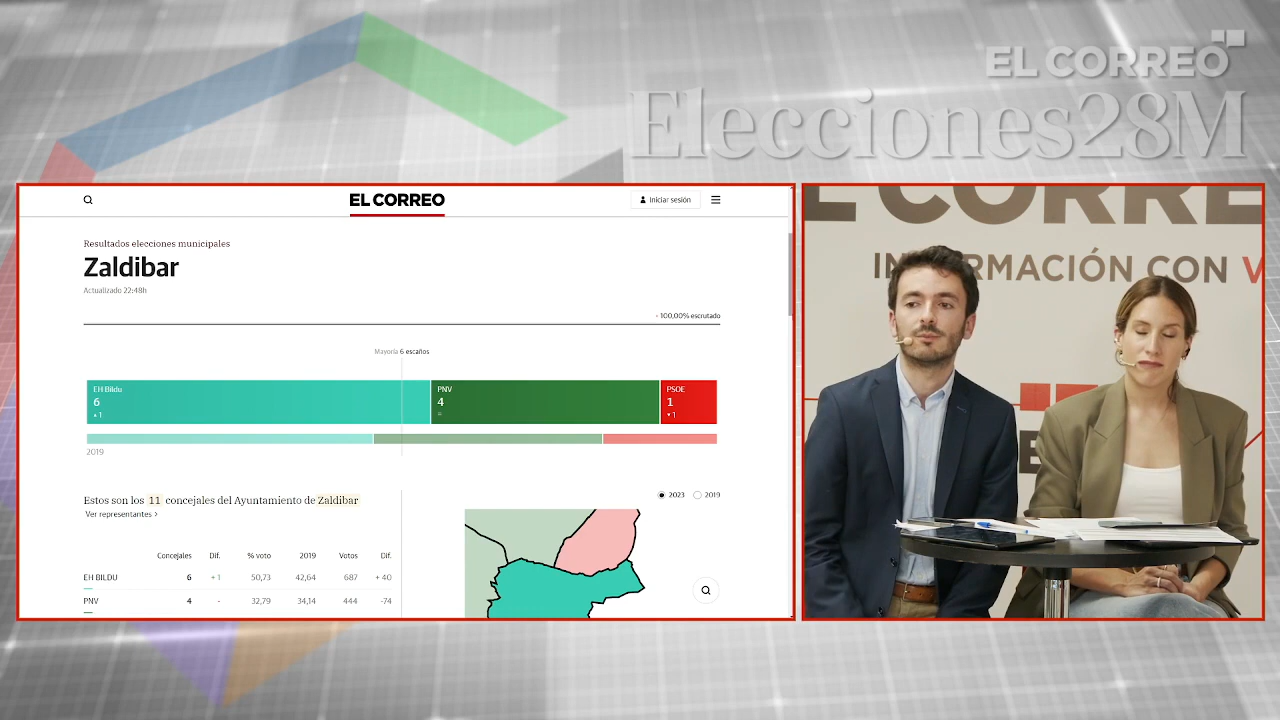 EL CORREO
Elecciones28M
EL CORREO
Iniciar sesión
Resultados elecciones municipales
Zaldibar
Actualizado 22:48h
100,00% escrutado
Mayoría 6 escaños
EH Bildu
6
▲ 1
PNV
4
=
PSOE
1
▼ 1
2019
Estos son los 11 concejales del Ayuntamiento de Zaldibar
Ver representantes >
2023 2019
Concejales Dif. % voto 2019 Votos Dif.
EH BILDU 6 + 1 50,73 42,64 687 + 40
PNV 4 - 32,79 34,14 444 -74
L CORRE
IN RMACIÓN CON V